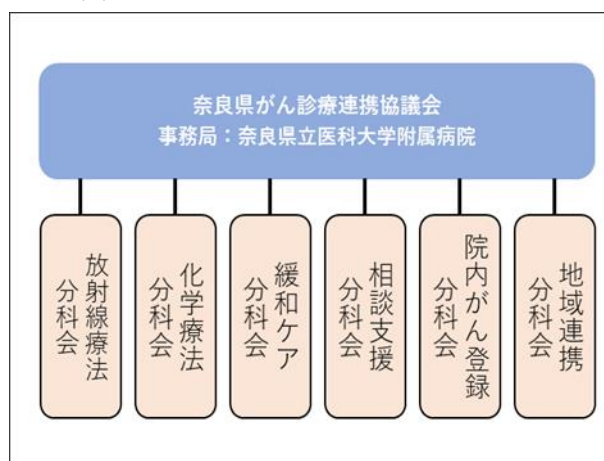 奈良県がん診療連携協議会
事務局：奈良県立医科大学附属病院
放射線療法
分科会
化学療法
分科会
緩和ケア
分科会
相談支援
分科会
院内がん登録
分科会
地域連携
分科会